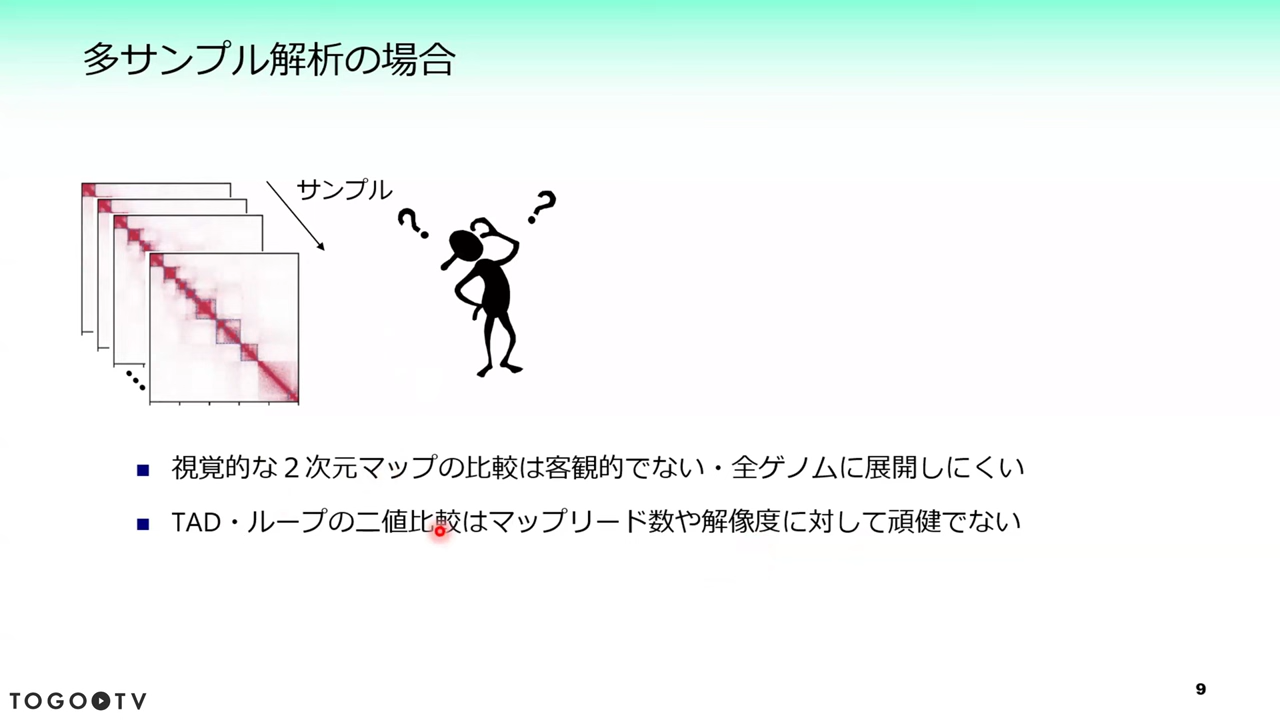 多サンプル解析の場合
サンプル
? ?
視覚的な２次元マップの比較は客観的でない・全ゲノムに展開しにくい
TAD・ループの二値比較はマップリード数や解像度に対して頑健でない
TOGO TV
9